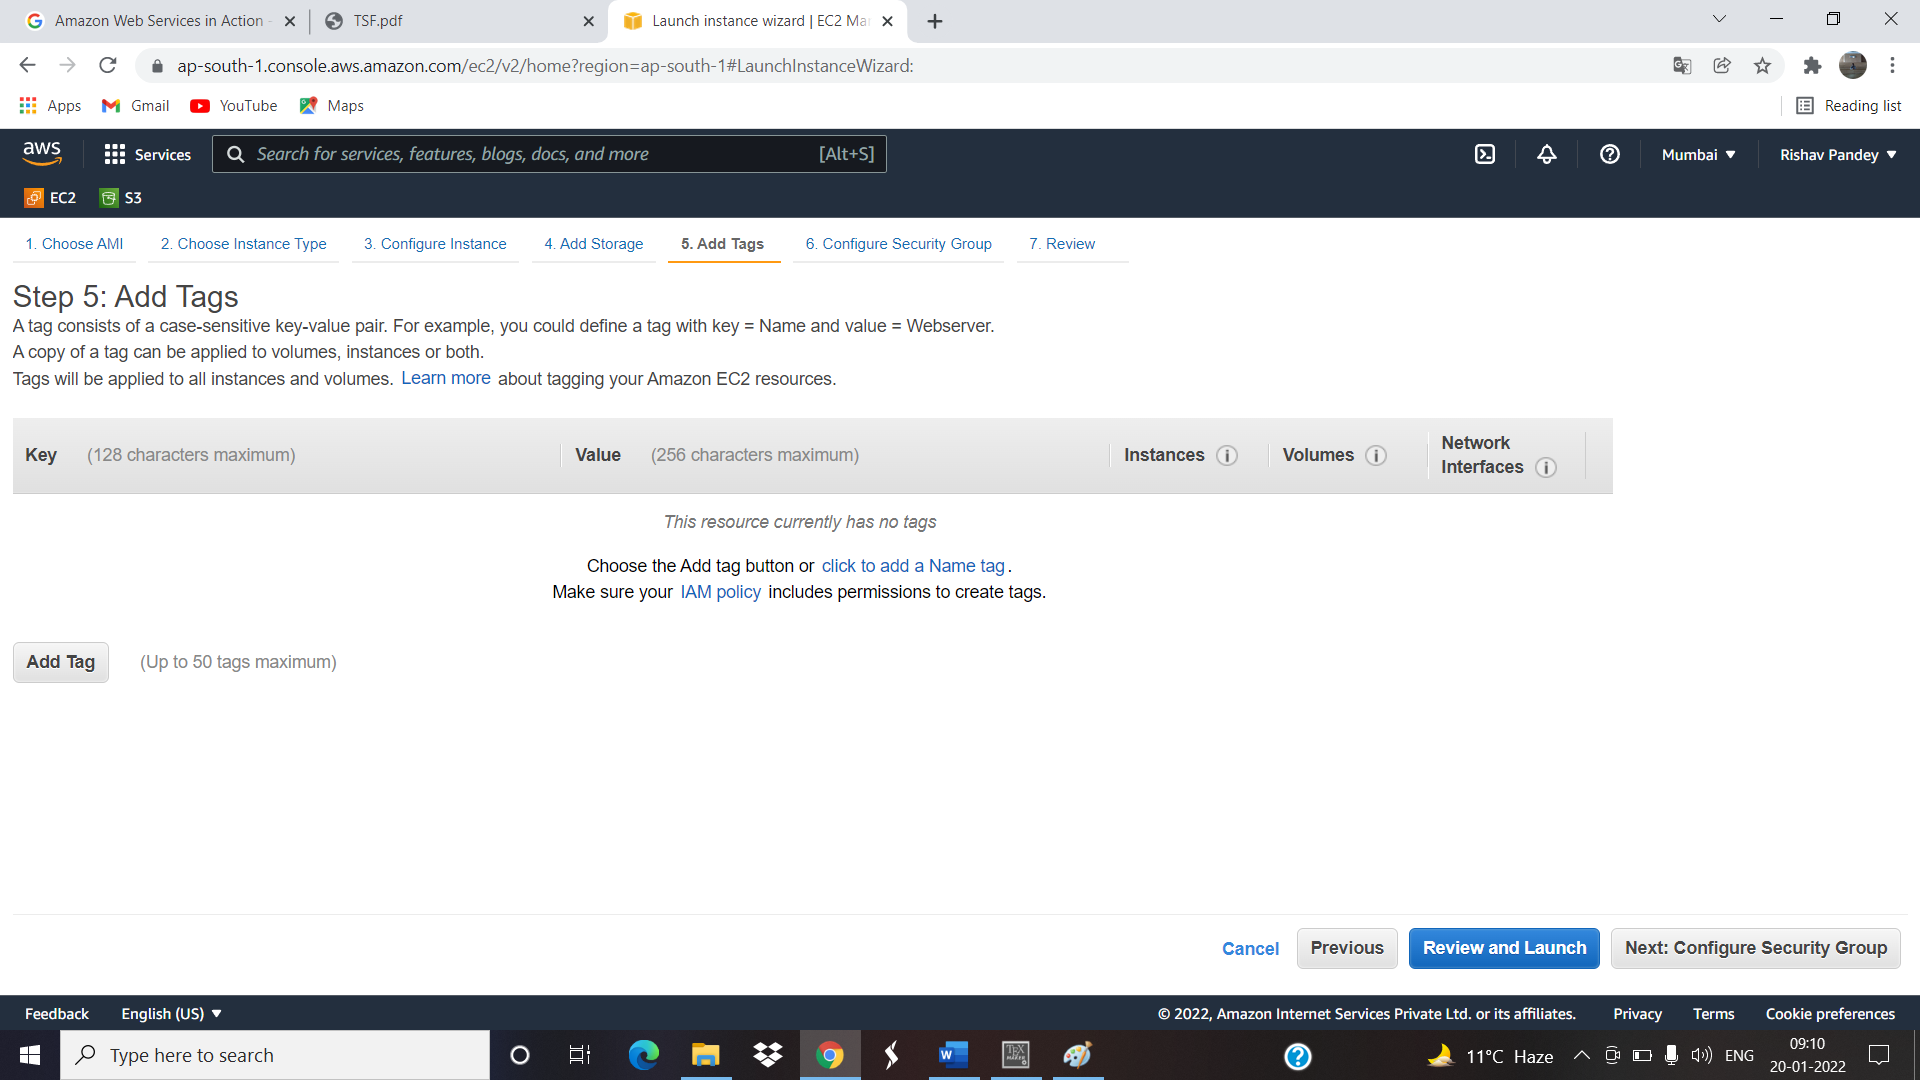 Amazon Web Services in Action -
TSF.pdf
Launch instance wizard | EC2 Ma
ap-south-1.console.aws.amazon.com/ec2/v2/home?region=ap-south-1#LaunchInstanceWizard:
Apps
Gmail
YouTube
Maps
Reading list
aws
Services
Search for services, features, blogs, docs, and more
[Alt+S]
Mumbai
Rishav Pandey
EC2
S3
1. Choose AMI
2. Choose Instance Type
3. Configure Instance
4. Add Storage
5. Add Tags
6. Configure Security Group
7. Review
Step 5: Add Tags
A tag consists of a case-sensitive key-value pair. For example, you could define a tag with key = Name and value = Webserver.
A copy of a tag can be applied to volumes, instances or both.
Tags will be applied to all instances and volumes. Learn more about tagging your Amazon EC2 resources.
Key (128 characters maximum)
Value (256 characters maximum)
Instances
Volumes
Network
Interfaces
This resource currently has no tags
Choose the Add tag button or click to add a Name tag.
Make sure your IAM policy includes permissions to create tags.
Add Tag
(Up to 50 tags maximum)
Cancel
Previous
Review and Launch
Next: Configure Security Group
Feedback
English (US)
© 2022, Amazon Internet Services Private Ltd. or its affiliates.
Privacy
Terms
Cookie preferences
Type here to search
11°C Haze
ENG
09:10
20-01-2022